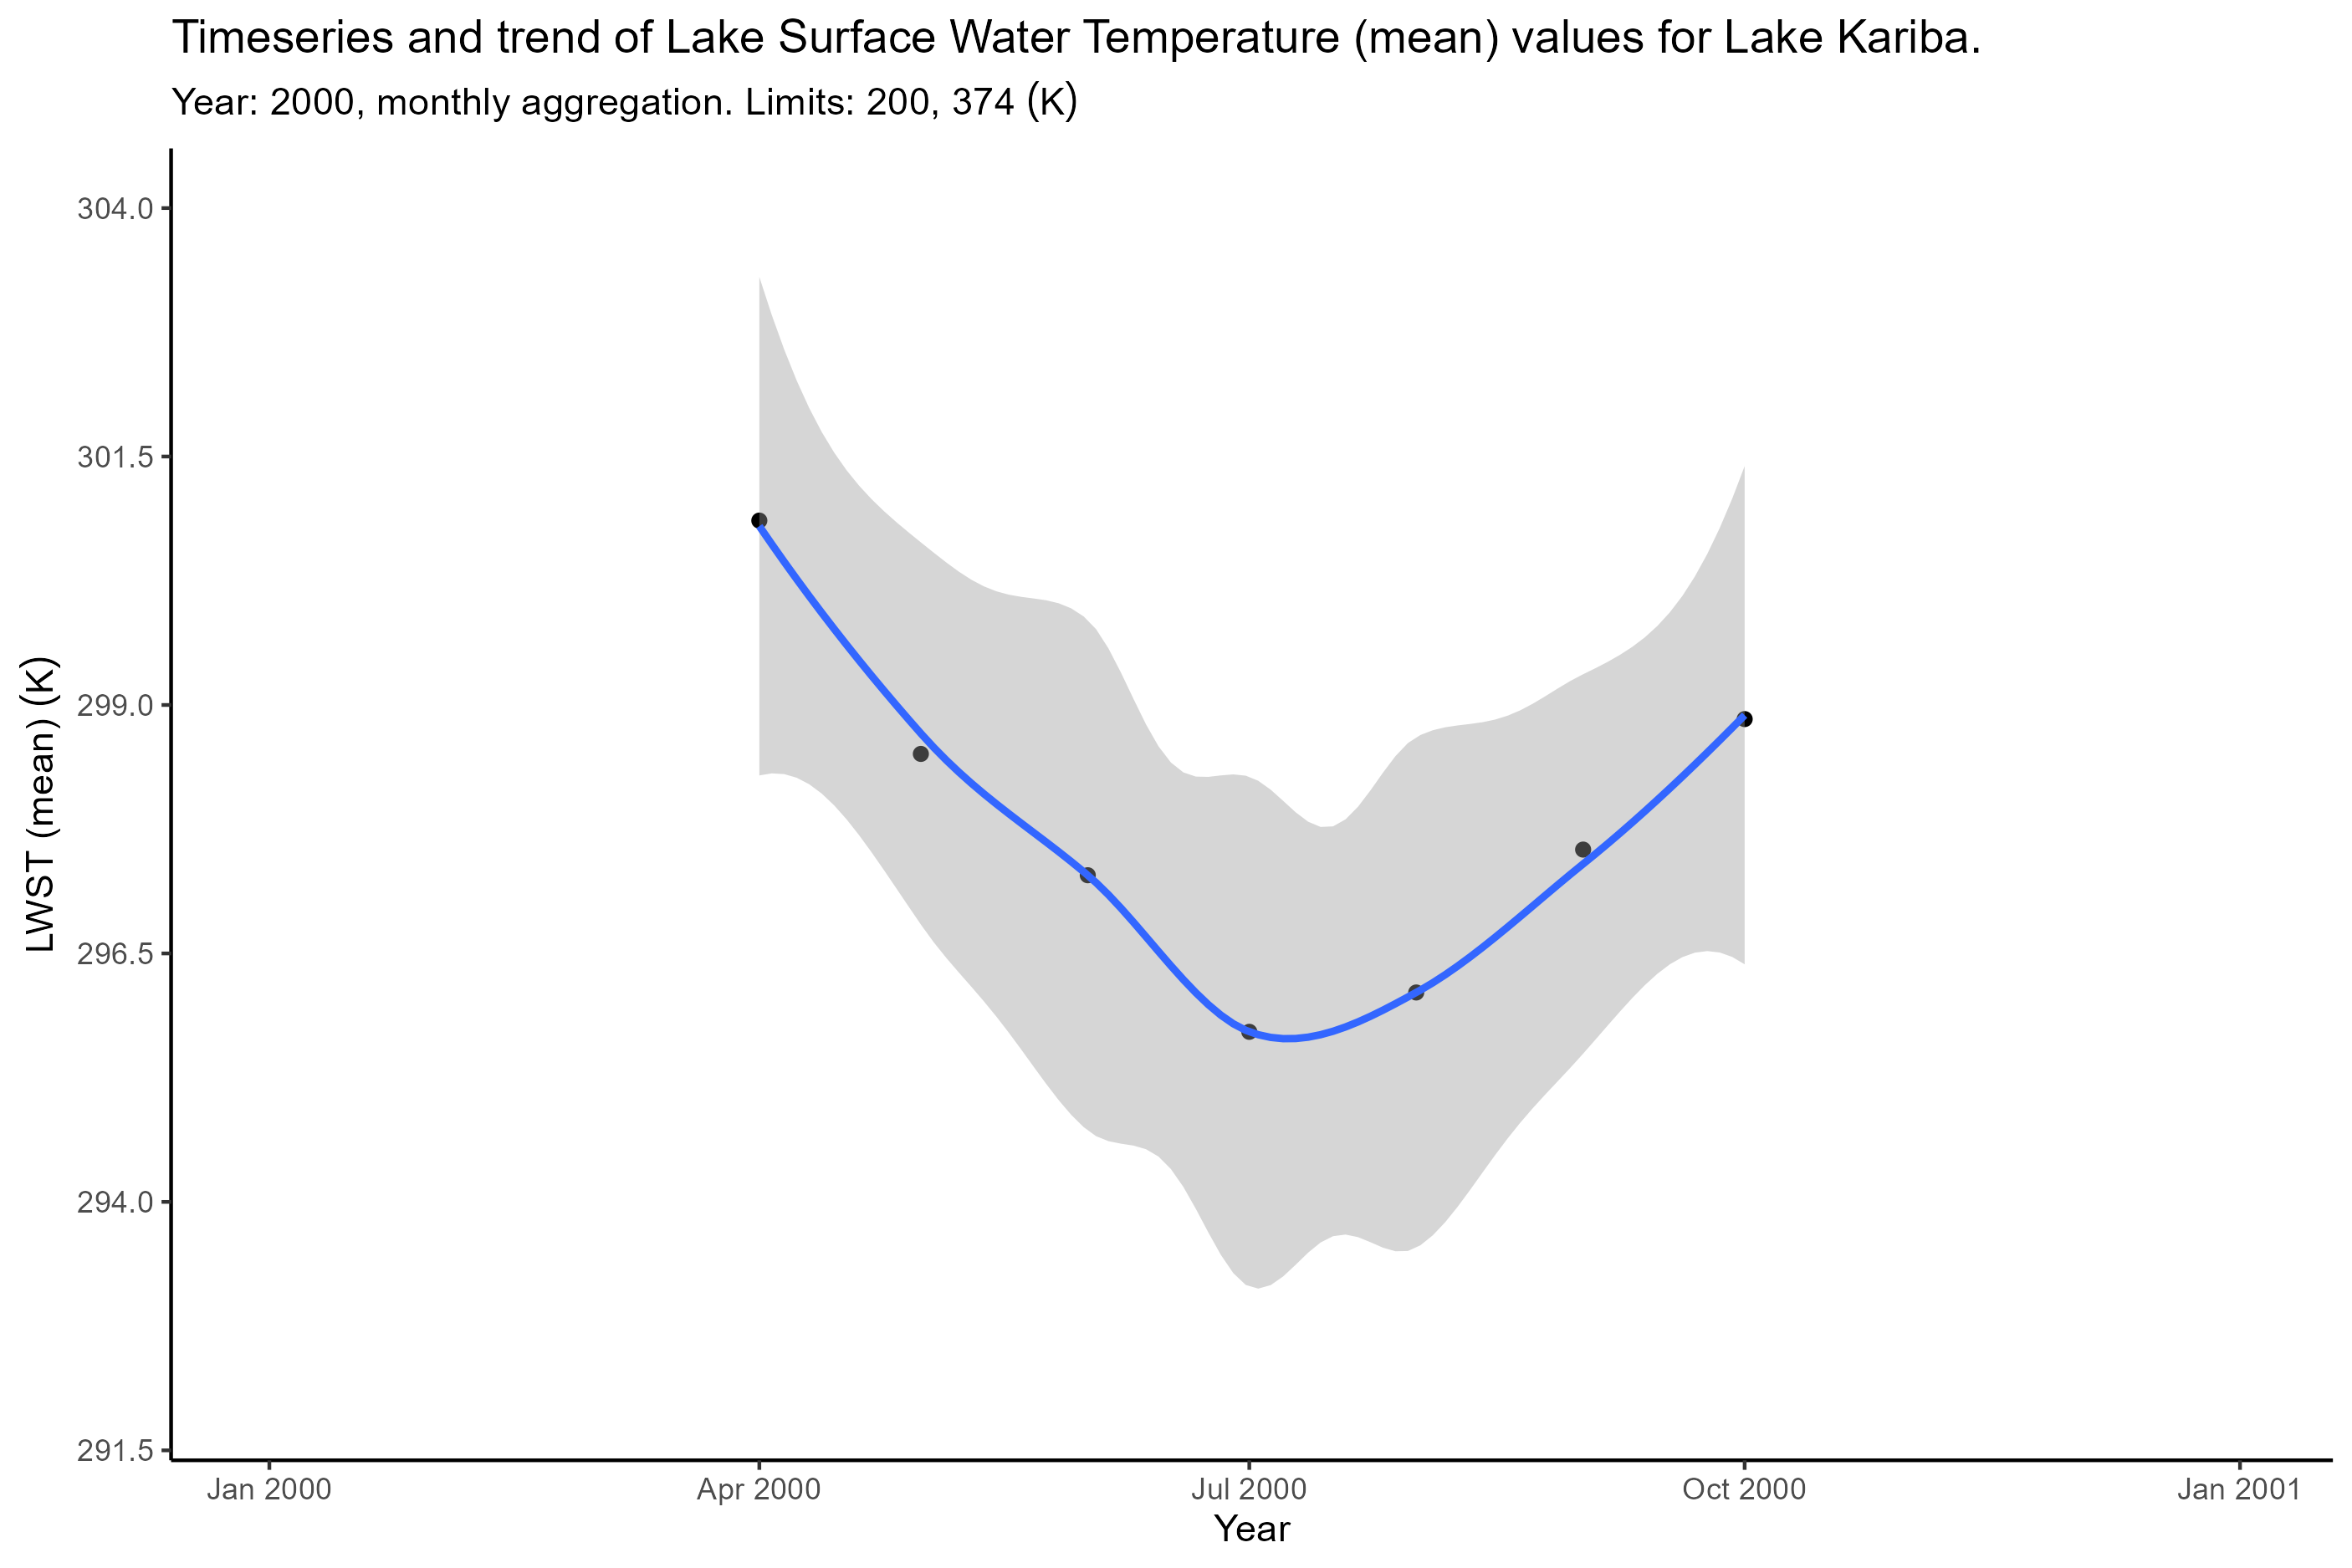 Timeseries and trend of Lake Surface Water Temperature (mean) values for Lake Kariba.
Year: 2000, monthly aggregation. Limits: 200, 374 (K)
LWST (mean) (K)
304.0
301.5
299.0
296.5
294.0
291.5
Jan 2000
Apr 2000
Jul 2000
Oct 2000
Jan 2001
Year